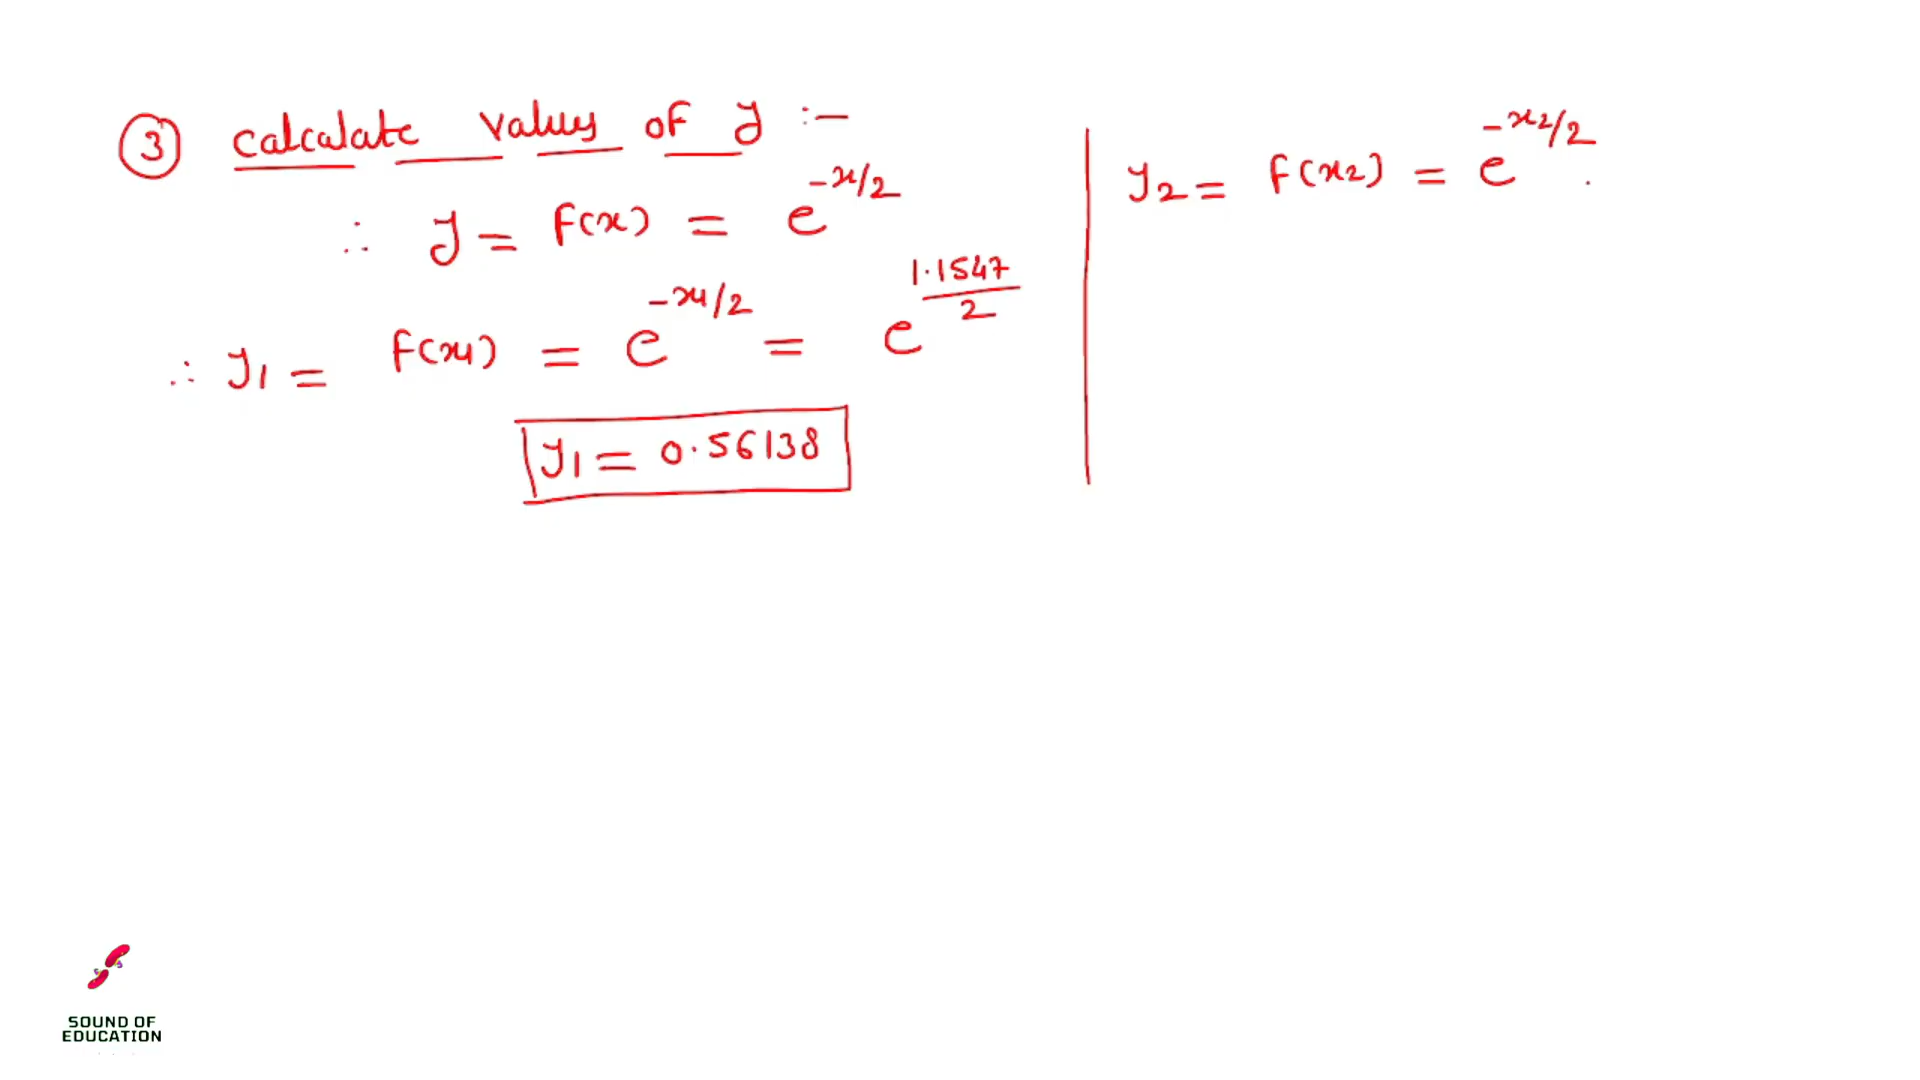 ③ calculate values of y :-
∴ y = f(x) = e^{-x/2}
∴ y1 = f(x1) = e^{-x1/2} = e^{1.1547/2}
y1 = 0.56138
y2 = f(x2) = e^{-x2/2}
SOUND OF
EDUCATION